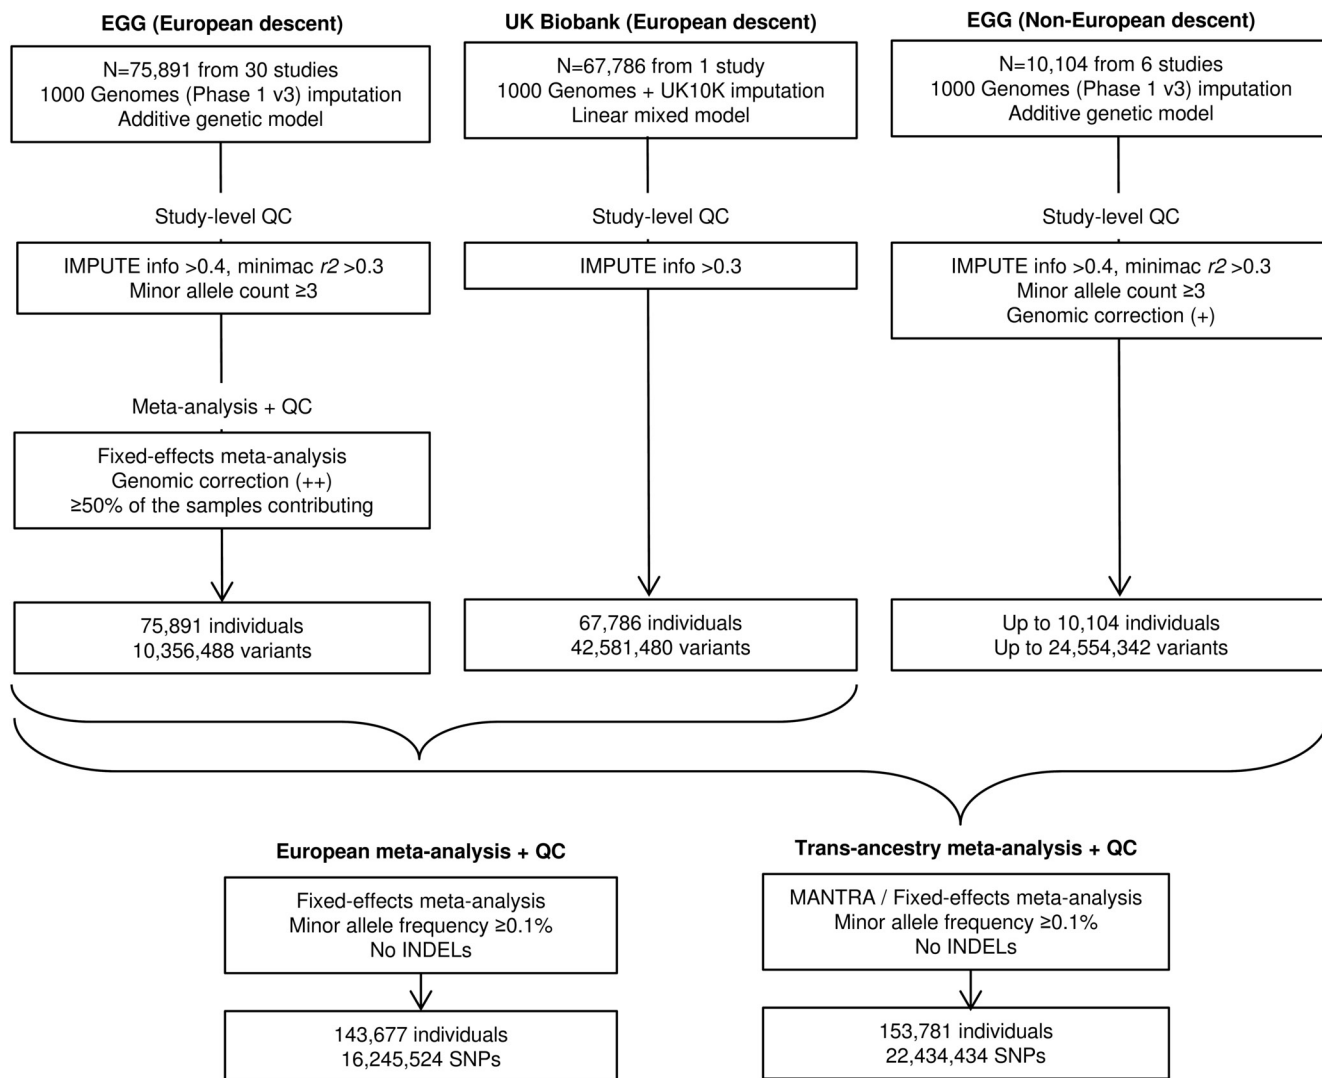 EGG (European descent)
N=75,891 from 30 studies
1000 Genomes (Phase 1 v3) imputation
Additive genetic model
Study-level QC
IMPUTE info >0.4, minimac r2 >0.3
Minor allele count ≥3
Meta-analysis + QC
Fixed-effects meta-analysis
Genomic correction (++)
≥50% of the samples contributing
75,891 individuals
10,356,488 variants
UK Biobank (European descent)
N=67,786 from 1 study
1000 Genomes + UK10K imputation
Linear mixed model
Study-level QC
IMPUTE info >0.3
67,786 individuals
42,581,480 variants
EGG (Non-European descent)
N=10,104 from 6 studies
1000 Genomes (Phase 1 v3) imputation
Additive genetic model
Study-level QC
IMPUTE info >0.4, minimac r2 >0.3
Minor allele count ≥3
Genomic correction (+)
Up to 10,104 individuals
Up to 24,554,342 variants
European meta-analysis + QC
Fixed-effects meta-analysis
Minor allele frequency ≥0.1%
No INDELs
143,677 individuals
16,245,524 SNPs
Trans-ancestry meta-analysis + QC
MANTRA / Fixed-effects meta-analysis
Minor allele frequency ≥0.1%
No INDELs
153,781 individuals
22,434,434 SNPs